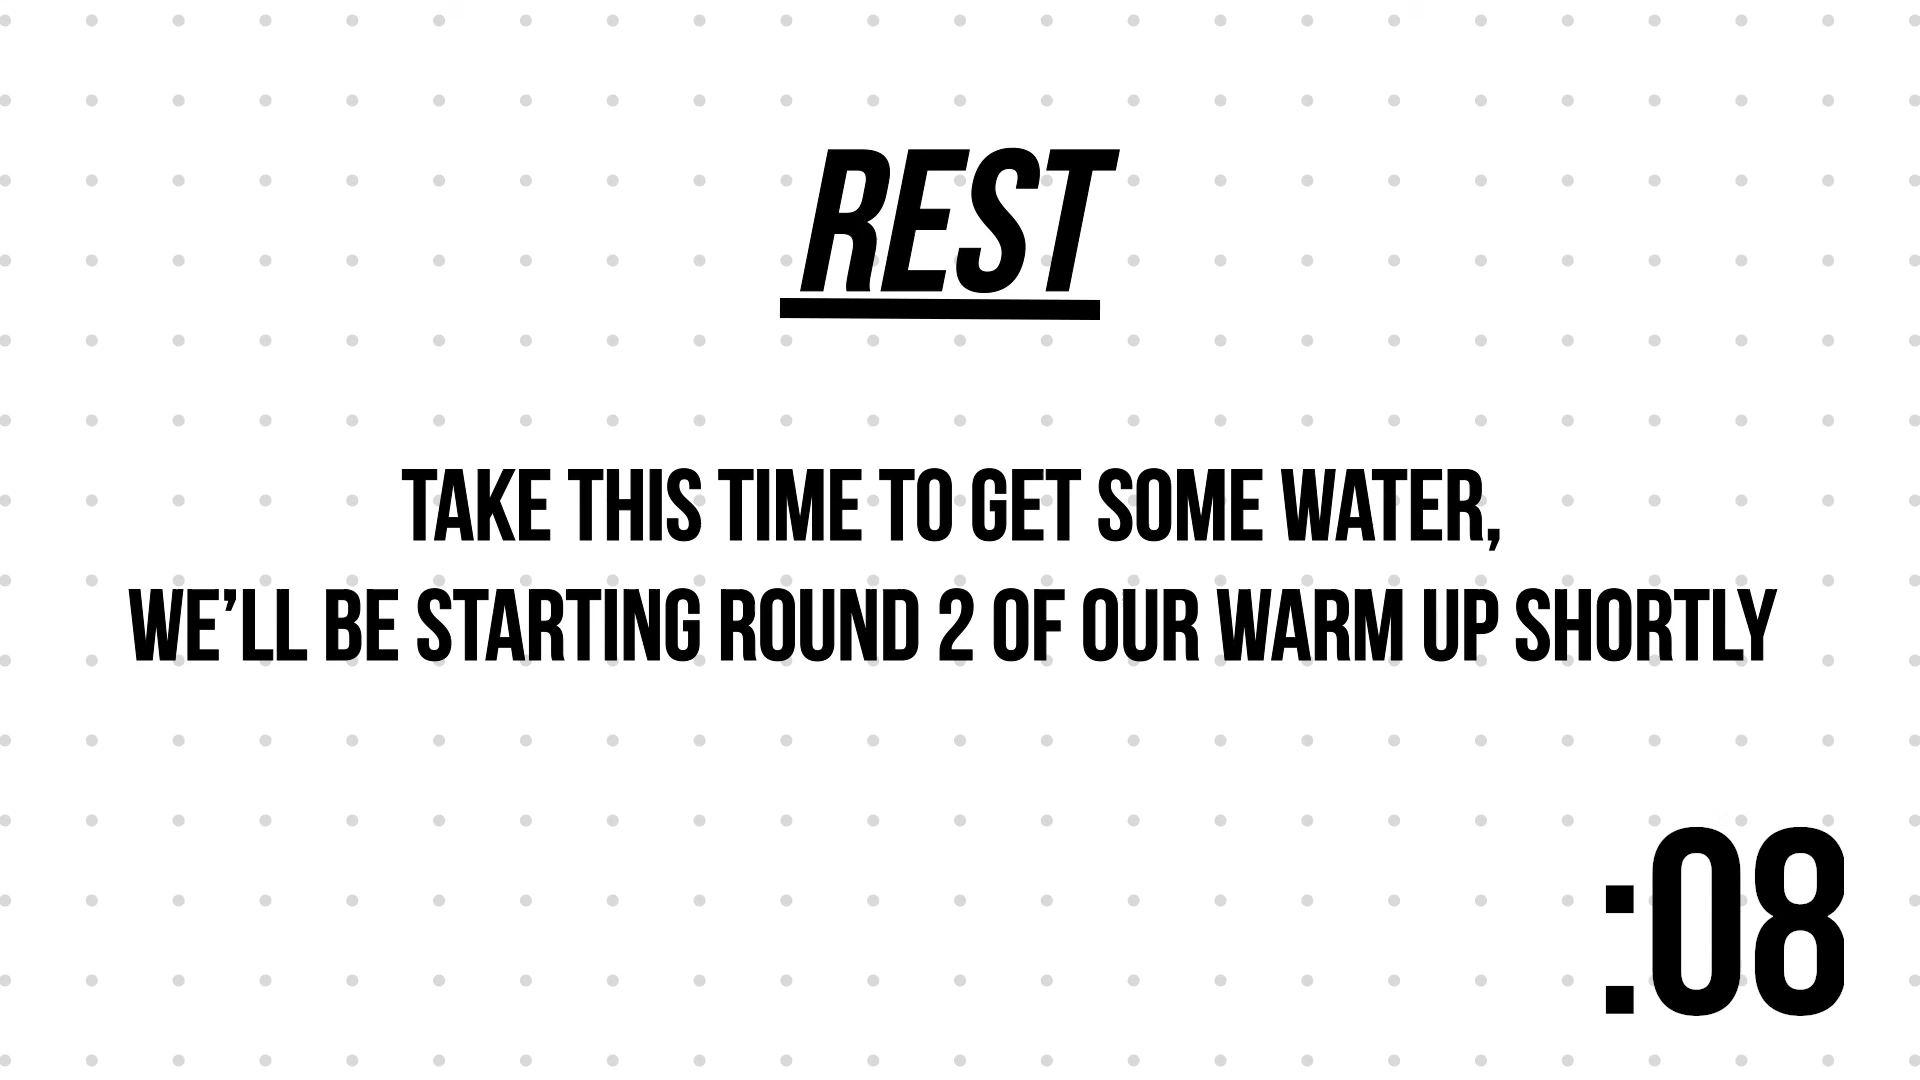 REST
TAKE THIS TIME TO GET SOME WATER,
WE’LL BE STARTING ROUND 2 OF OUR WARM UP SHORTLY
:08